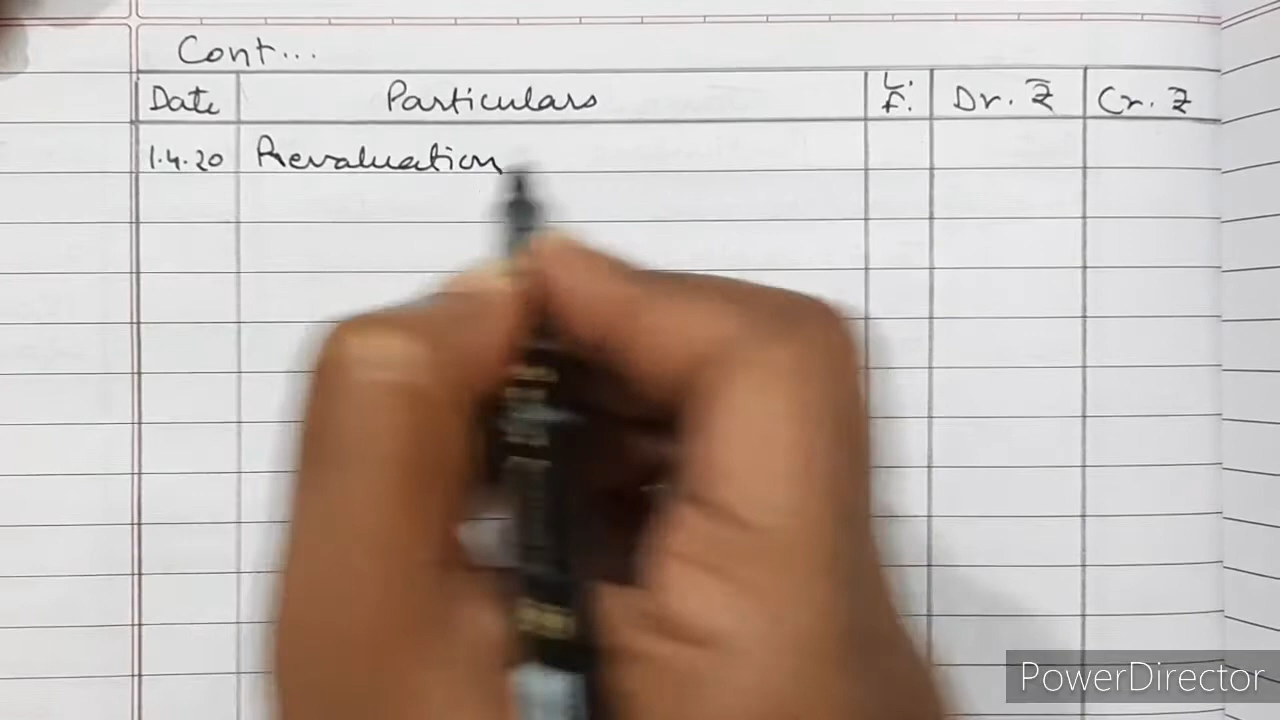 Cont...
Date Particulars L.F. Dr. ₹ Cr. ₹
1.4.20 Revaluation
PowerDirector